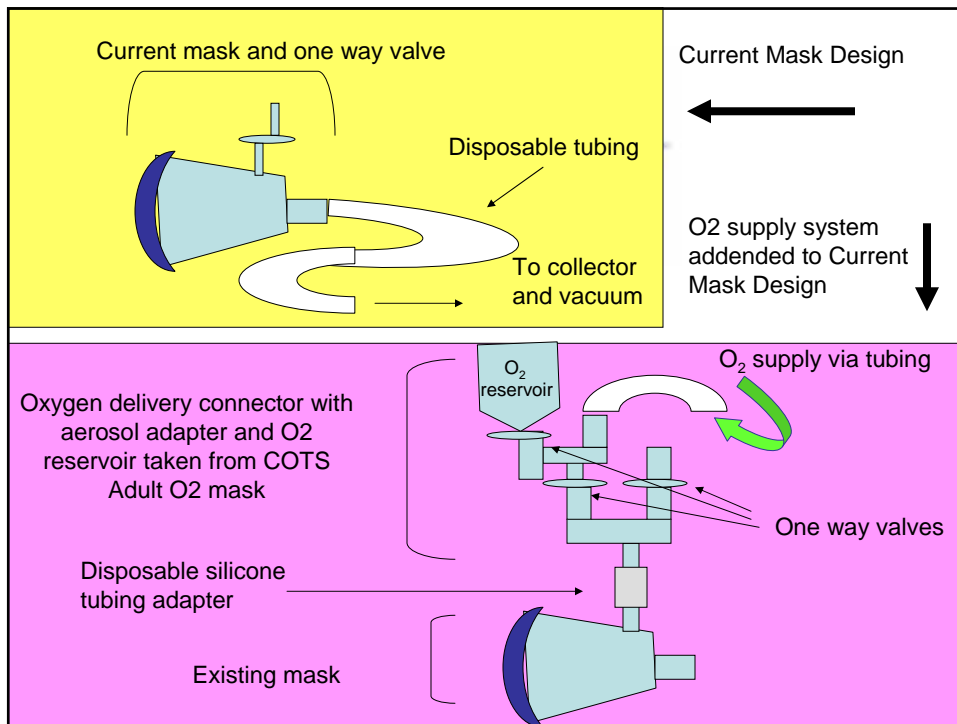 Current mask and one way valve
Current Mask Design
Disposable tubing
O2 supply system
addended to Current
Mask Design
To collector
and vacuum
O₂
reservoir
O₂ supply via tubing
Oxygen delivery connector with
aerosol adapter and O2
reservoir taken from COTS
Adult O2 mask
One way valves
Disposable silicone
tubing adapter
Existing mask